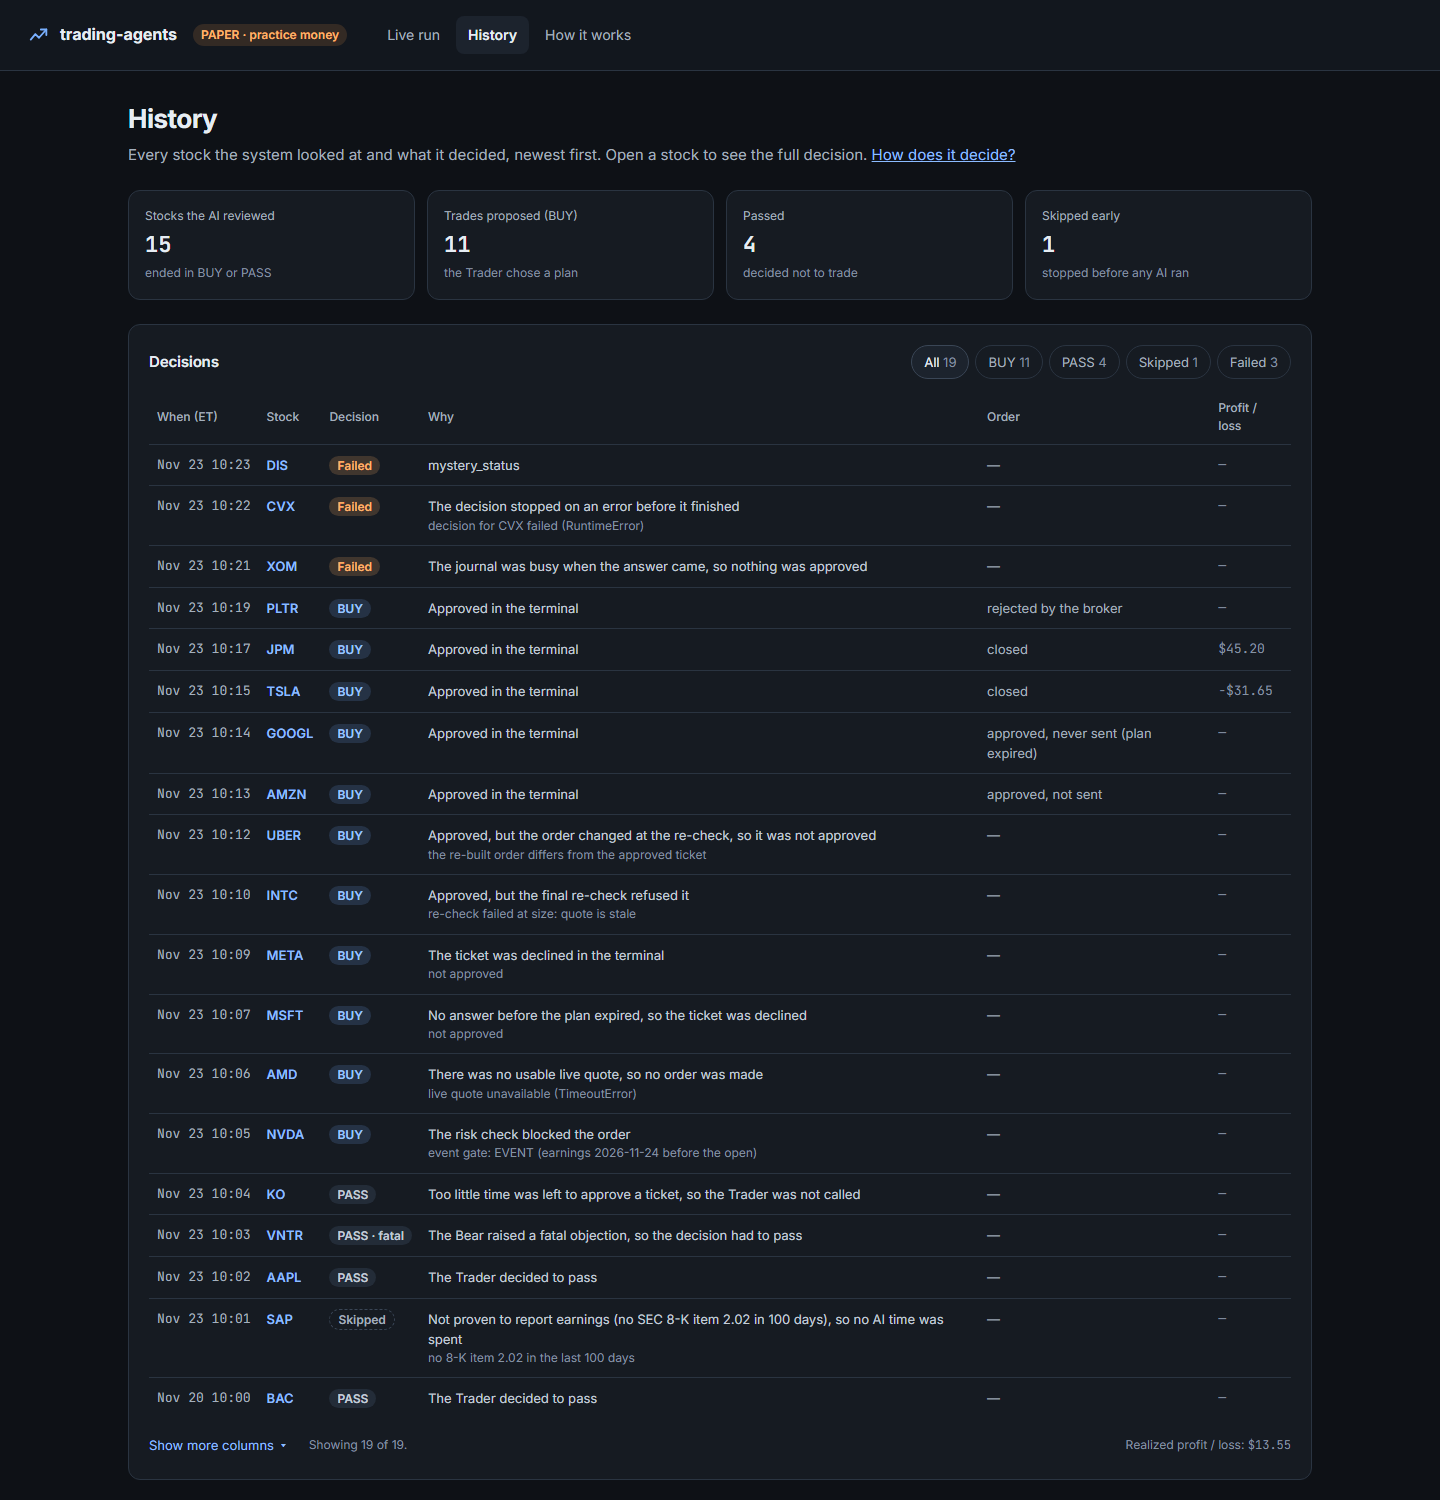 trading-agents PAPER · practice money Live run History How it works
History
Every stock the system looked at and what it decided, newest first. Open a stock to see the full decision. How does it decide?
Stocks the AI reviewed
15
ended in BUY or PASS
Trades proposed (BUY)
11
the Trader chose a plan
Passed
4
decided not to trade
Skipped early
1
stopped before any AI ran
Decisions
All 19 BUY 11 PASS 4 Skipped 1 Failed 3
When (ET) Stock Decision Why Order Profit /
loss
Nov 23 10:23 DIS Failed mystery_status — –
Nov 23 10:22 CVX Failed The decision stopped on an error before it finished — –
decision for CVX failed (RuntimeError)
Nov 23 10:21 XOM Failed The journal was busy when the answer came, so nothing was approved — –
Nov 23 10:19 PLTR BUY Approved in the terminal rejected by the broker –
Nov 23 10:17 JPM BUY Approved in the terminal closed $45.20
Nov 23 10:15 TSLA BUY Approved in the terminal closed -$31.65
Nov 23 10:14 GOOGL BUY Approved in the terminal approved, never sent (plan –
expired)
Nov 23 10:13 AMZN BUY Approved in the terminal approved, not sent –
Nov 23 10:12 UBER BUY Approved, but the order changed at the re-check, so it was not approved — –
the re-built order differs from the approved ticket
Nov 23 10:10 INTC BUY Approved, but the final re-check refused it — –
re-check failed at size: quote is stale
Nov 23 10:09 META BUY The ticket was declined in the terminal — –
not approved
Nov 23 10:07 MSFT BUY No answer before the plan expired, so the ticket was declined — –
not approved
Nov 23 10:06 AMD BUY There was no usable live quote, so no order was made — –
live quote unavailable (TimeoutError)
Nov 23 10:05 NVDA BUY The risk check blocked the order — –
event gate: EVENT (earnings 2026-11-24 before the open)
Nov 23 10:04 KO PASS Too little time was left to approve a ticket, so the Trader was not called — –
Nov 23 10:03 VNTR PASS · fatal The Bear raised a fatal objection, so the decision had to pass — –
Nov 23 10:02 AAPL PASS The Trader decided to pass — –
Nov 23 10:01 SAP Skipped Not proven to report earnings (no SEC 8-K item 2.02 in 100 days), so no AI time was — –
spent
no 8-K item 2.02 in the last 100 days
Nov 20 10:00 BAC PASS The Trader decided to pass — –
Show more columns Showing 19 of 19. Realized profit / loss: $13.55